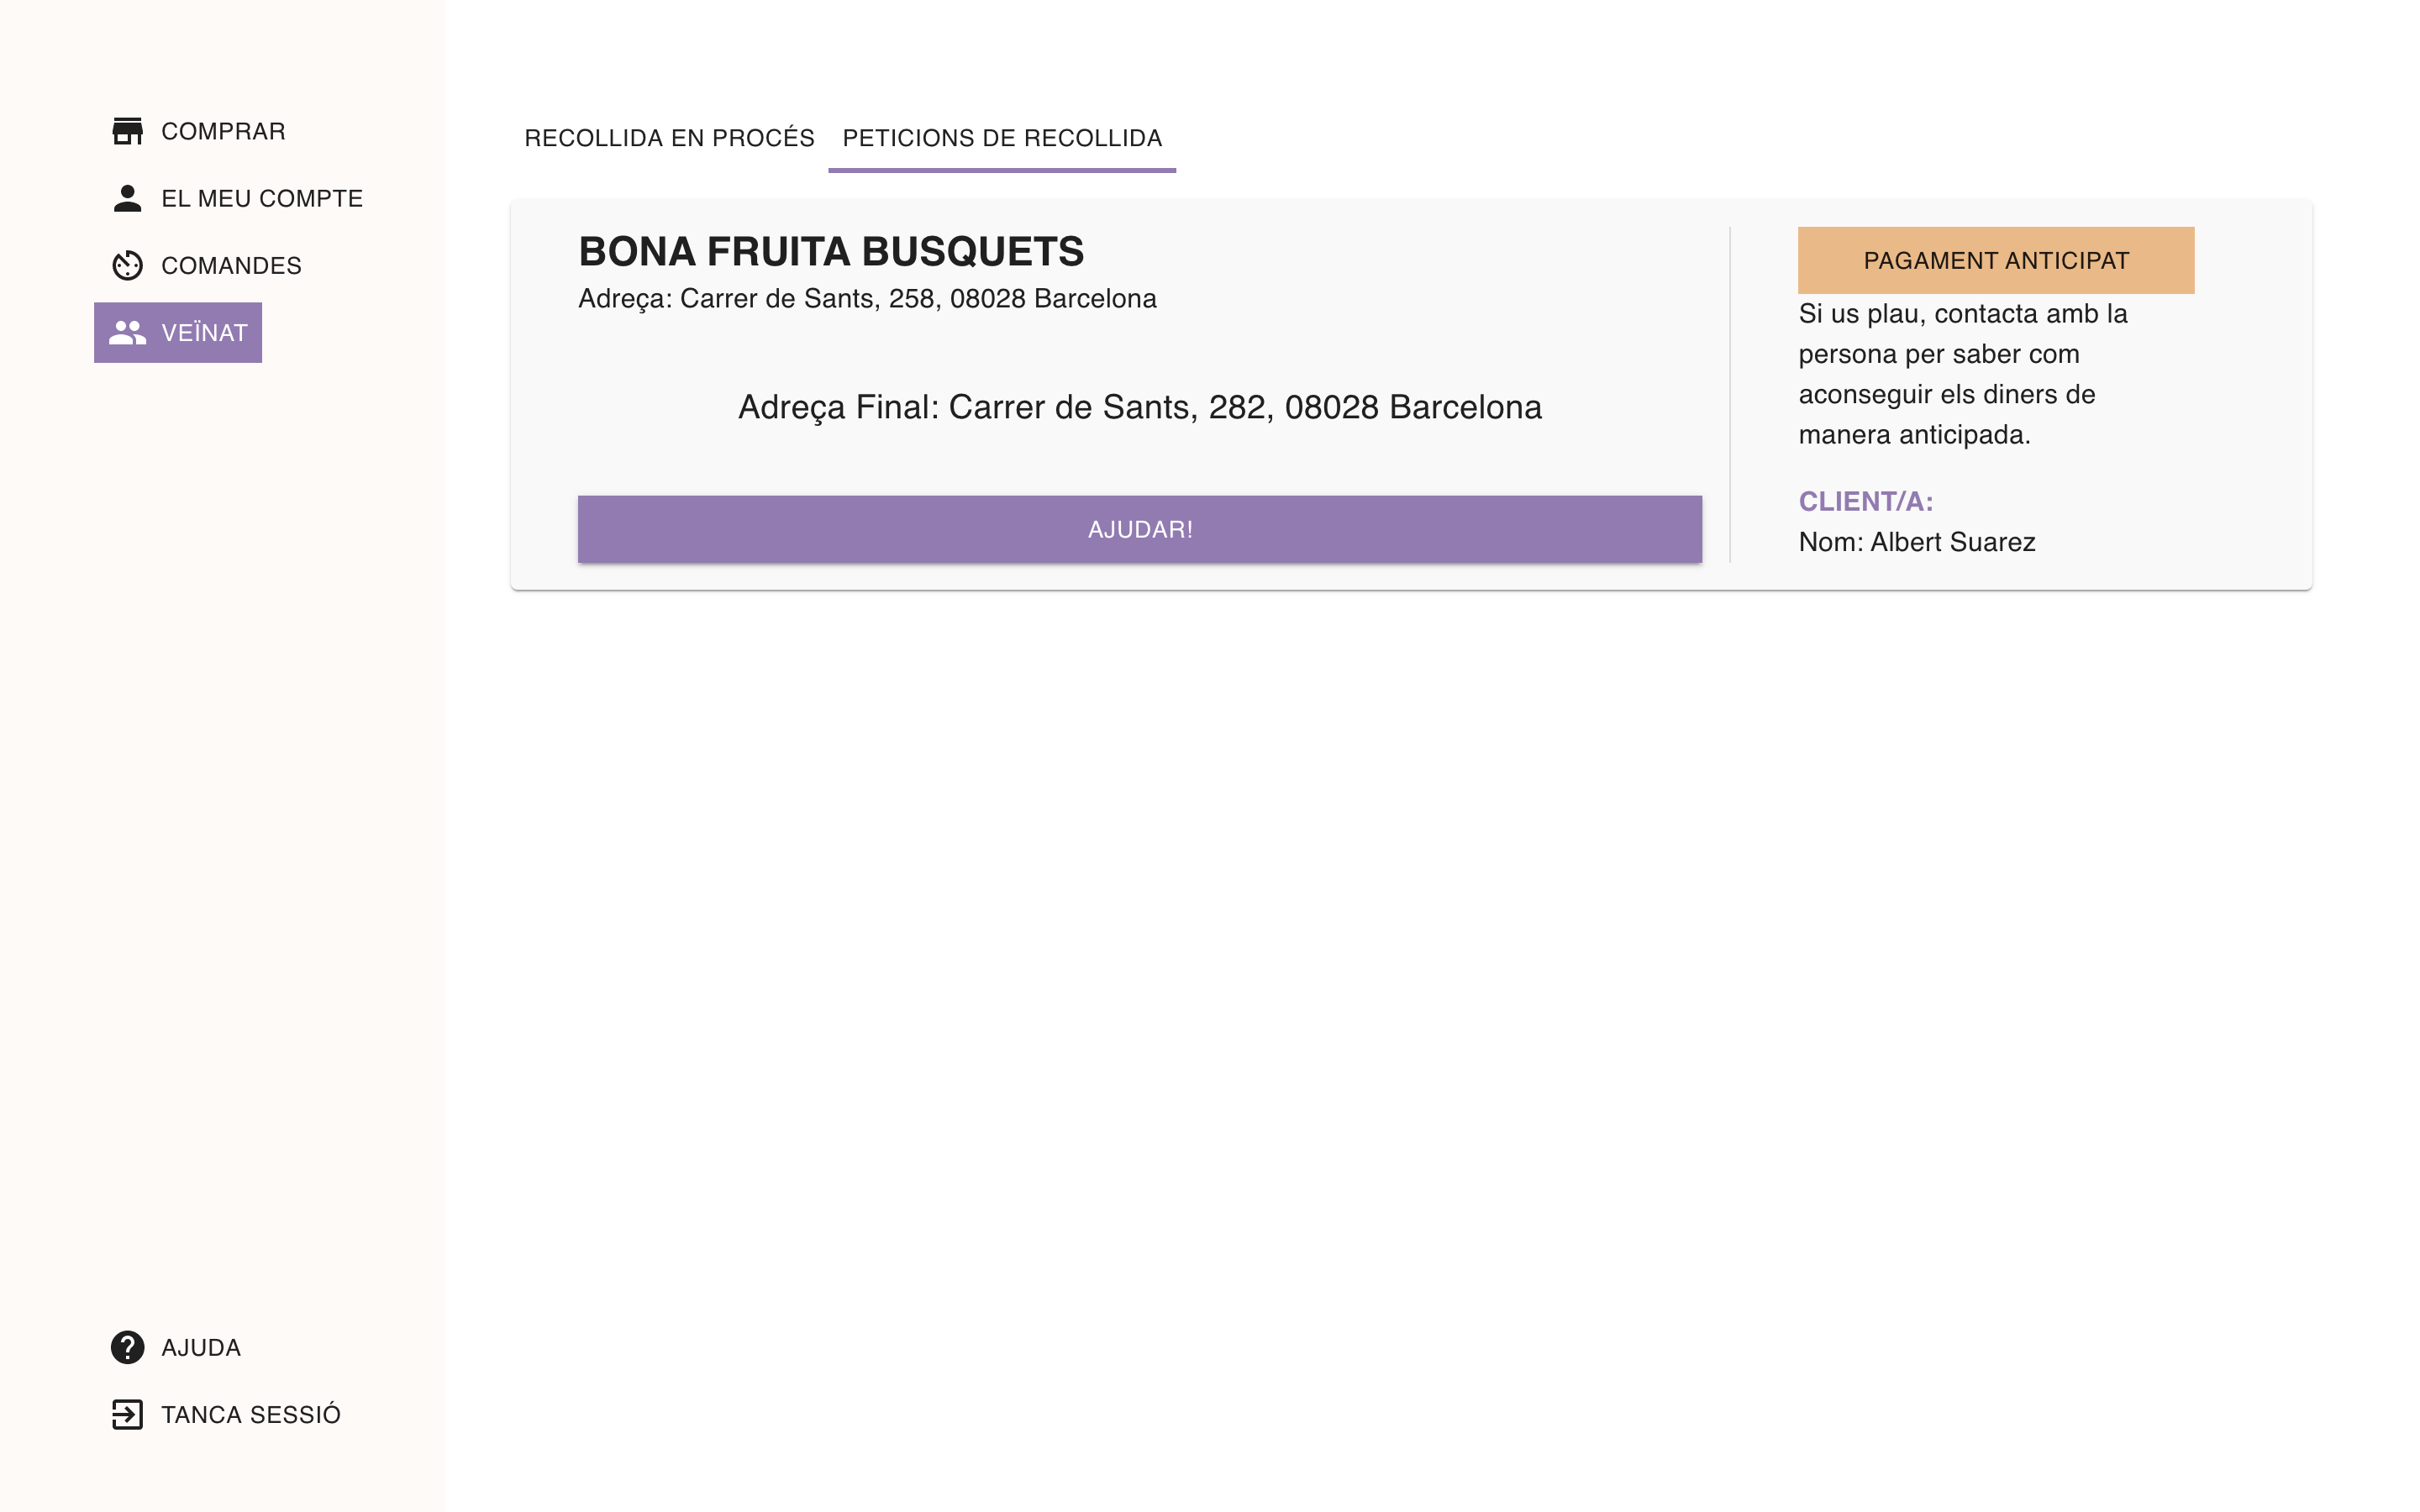 COMPRAR
EL MEU COMPTE
COMANDES
VEÏNAT
RECOLLIDA EN PROCÉS
PETICIONS DE RECOLLIDA
BONA FRUITA BUSQUETS
Adreça: Carrer de Sants, 258, 08028 Barcelona
Adreça Final: Carrer de Sants, 282, 08028 Barcelona
AJUDAR!
PAGAMENT ANTICIPAT
Si us plau, contacta amb la
persona per saber com
aconseguir els diners de
manera anticipada.
CLIENT/A:
Nom: Albert Suarez
AJUDA
TANCA SESSIÓ